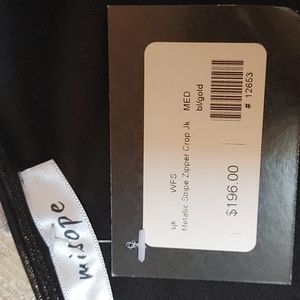 sjk WFS MED
Metallic Stripe Zipper Crop Jk bl/gold
$196.00
# 12653
misope